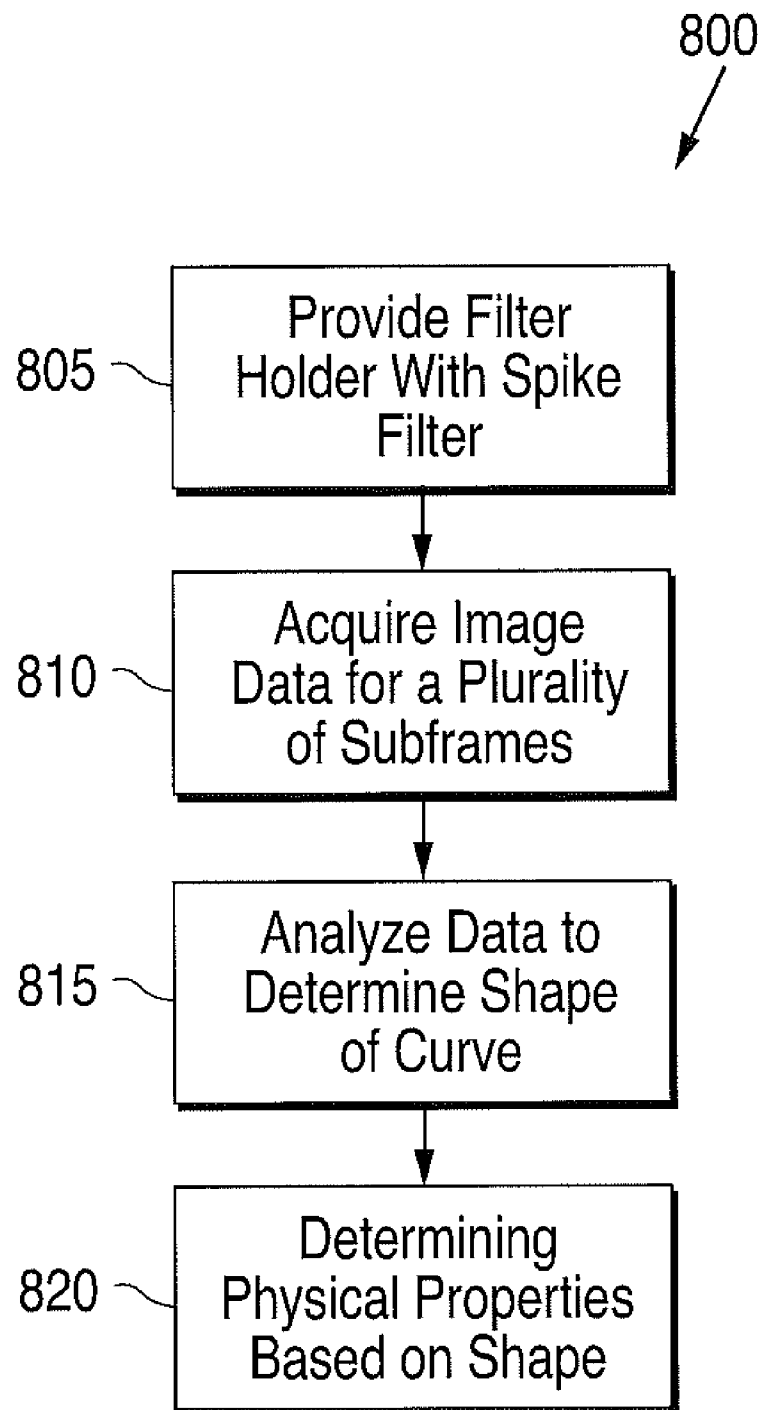 800
805
Provide Filter
Holder With Spike
Filter
810
Acquire Image
Data for a Plurality
of Subframes
815
Analyze Data to
Determine Shape
of Curve
820
Determining
Physical Properties
Based on Shape